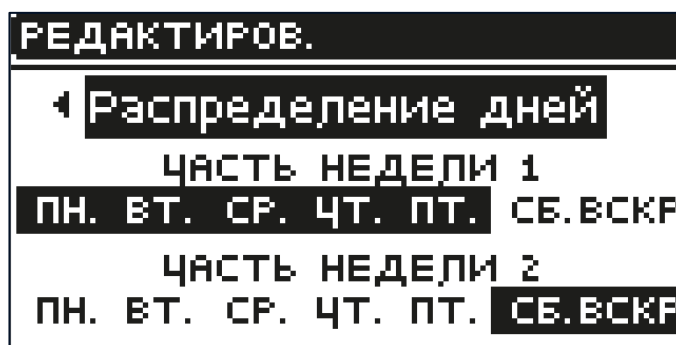 РЕДАКТИРОВ.
Распределение дней
ЧАСТЬ НЕДЕЛИ 1
ПН. ВТ. СР. ЧТ. ПТ. СБ.ВСКР
ЧАСТЬ НЕДЕЛИ 2
ПН. ВТ. СР. ЧТ. ПТ. СБ.ВСКР